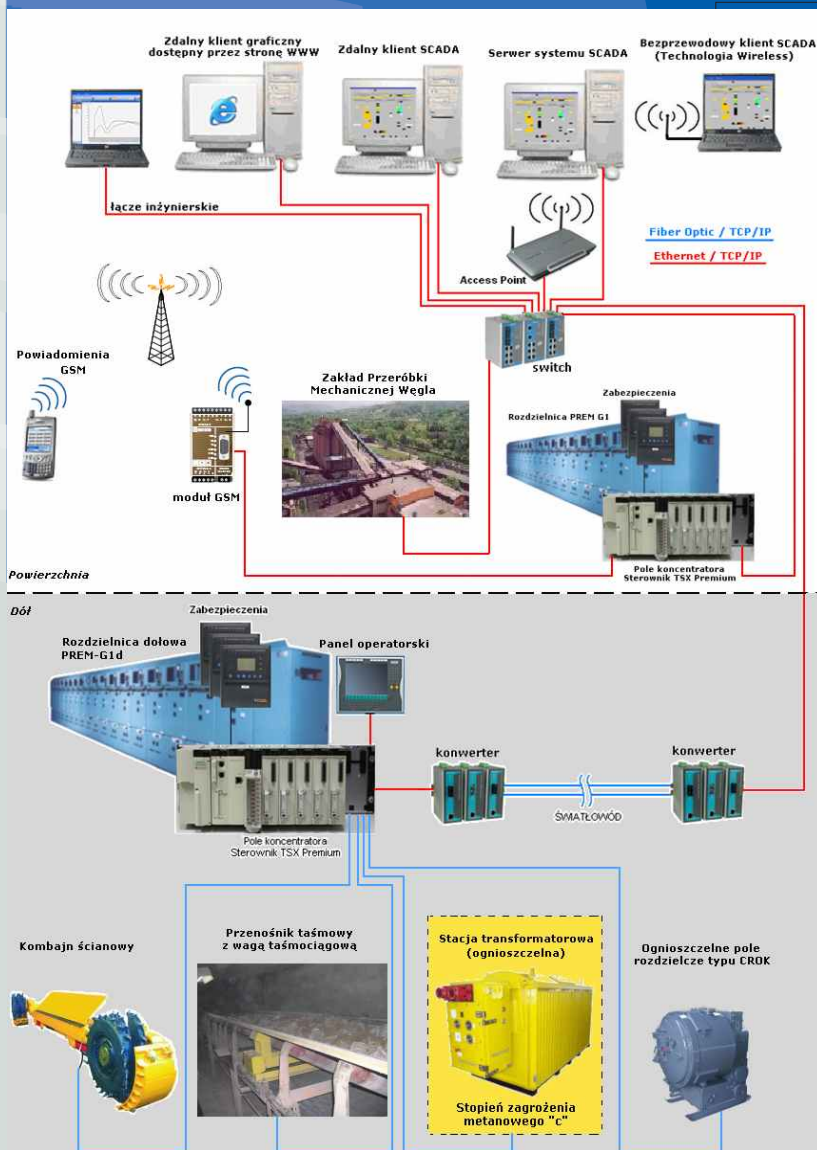 Zdalny klient graficzny
dostępny przez stronę WWW
Zdalny klient SCADA
Serwer systemu SCADA
Bezprzewodowy klient SCADA
(Technologia Wireless)
łącze inżynierskie
Fiber Optic / TCP/IP
Ethernet / TCP/IP
Access Point
switch
Powiadomienia
GSM
moduł GSM
Zakład Przeróbki
Mechanicznej Węgla
Zabezpieczenia
Rozdzielnica PREM G1
Pole koncentratora
Sterownik TSX Premium
Powierzchnia
Dół
Zabezpieczenia
Rozdzielnica dołowa
PREM-G1d
Panel operatorski
konwerter
konwerter
ŚWIATŁOWÓD
Pole koncentratora
Sterownik TSX Premium
Kombajn ścianowy
Przenośnik taśmowy
z wagą taśmociągową
Stacja transformatorowa
(ognioszczelna)
Stopień zagrożenia
metanowego "c"
Ognioszczelne pole
rozdzielcze typu CROK